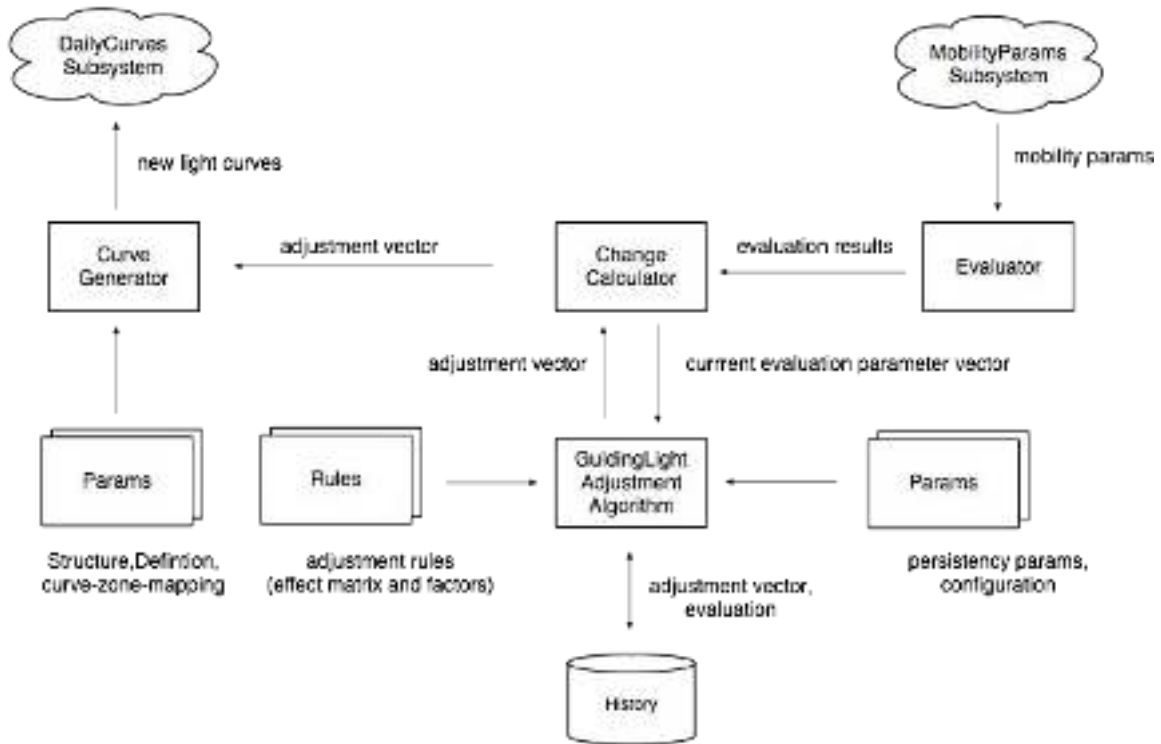 DailyCurves
Subsystem
MobilityParams
Subsystem
new light curves
mobility params
Curve
Generator
adjustment vector
Change
Calculator
evaluation results
Evaluator
adjustment vector
currrent evaluation parameter vector
Params
Rules
GuidingLight
Adjustment
Algorithm
Params
Structure,Defintion,
curve-zone-mapping
adjustment rules
(effect matrix and factors)
persistency params,
configuration
adjustment vector,
evaluation
History